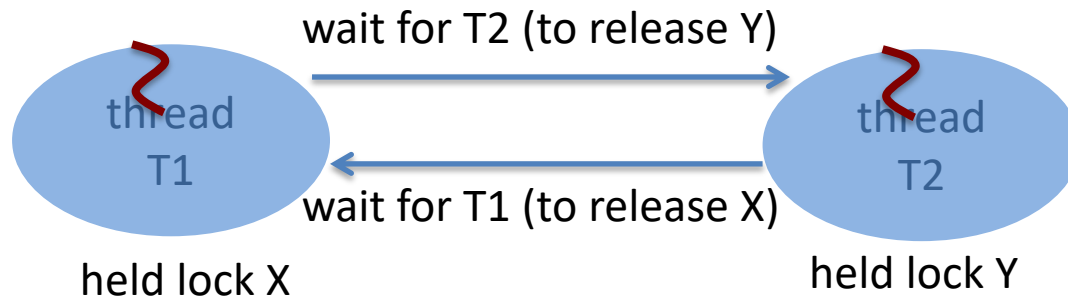 wait for T2 (to release Y)
thread
T1
thread
T2
wait for T1 (to release X)
held lock X
held lock Y